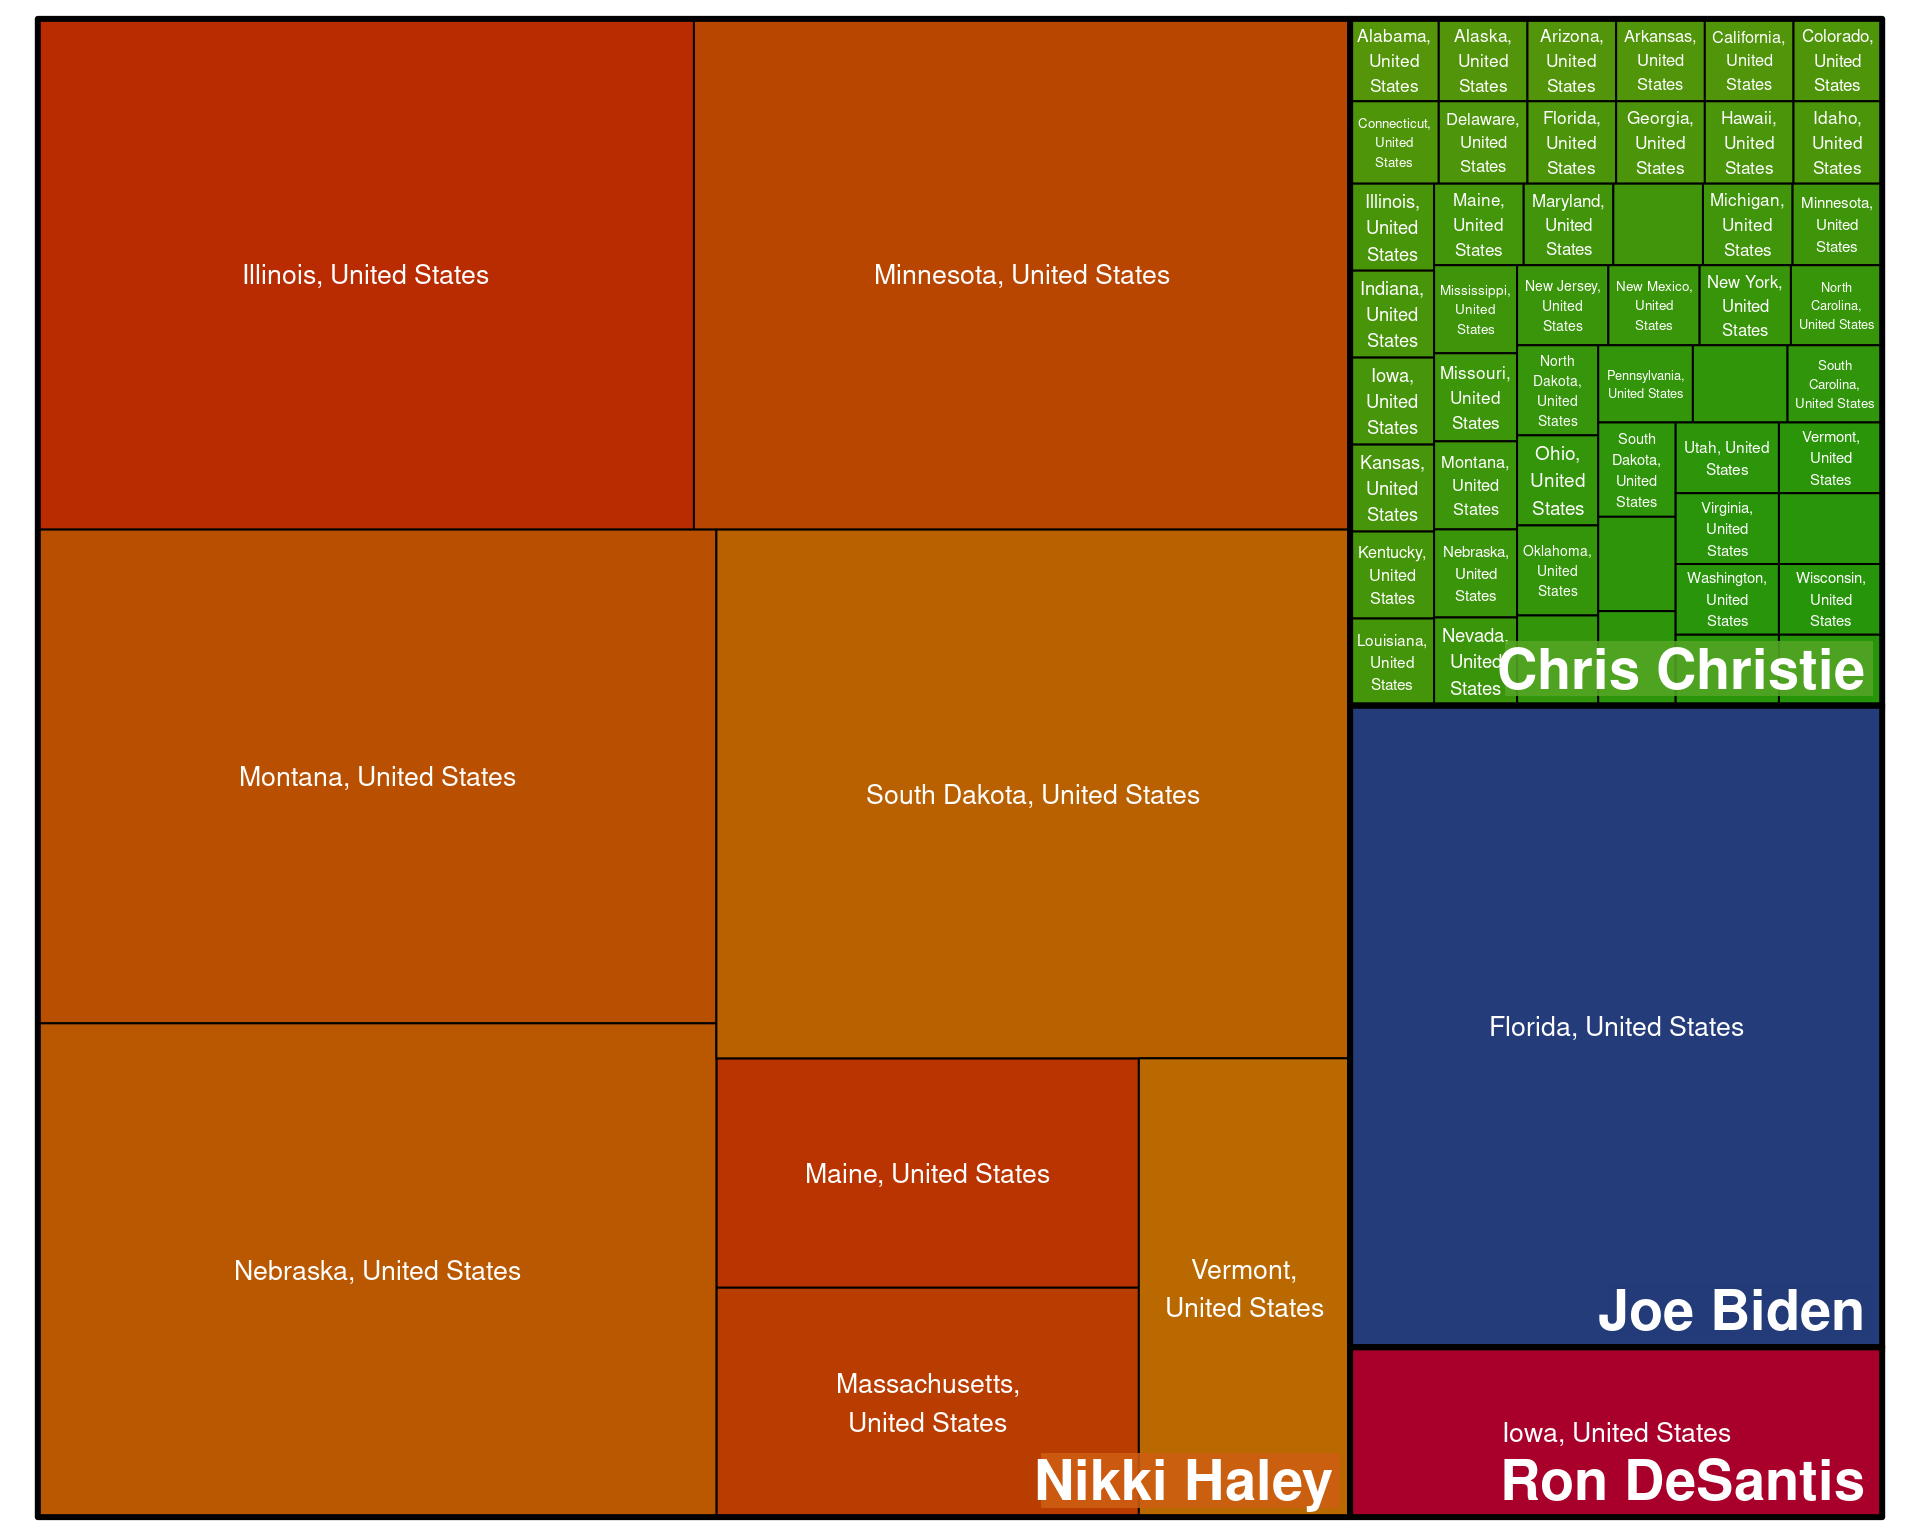 Illinois, United States
Minnesota, United States
Montana, United States
South Dakota, United States
Nebraska, United States
Maine, United States
Massachusetts,
United States
Vermont,
United States
Nikki Haley
Alabama,
United
States
Alaska,
United
States
Arizona,
United
States
Arkansas,
United
States
California,
United
States
Colorado,
United
States
Connecticut,
United
States
Delaware,
United
States
Florida,
United
States
Georgia,
United
States
Hawaii,
United
States
Idaho,
United
States
Illinois,
United
States
Indiana,
United
States
Iowa,
United
States
Kansas,
United
States
Kentucky,
United
States
Louisiana,
United
States
Maine,
United
States
Maryland,
United
States
Michigan,
United
States
Minnesota,
United
States
Mississippi,
United
States
Missouri,
United
States
Montana,
United
States
Nebraska,
United
States
Nevada,
United
States
New Jersey,
United
States
New Mexico,
United
States
New York,
United
States
North
Carolina,
United States
North
Dakota,
United
States
Ohio,
United
States
Oklahoma,
United
States
Pennsylvania,
United States
South
Carolina,
United States
South
Dakota,
United
States
Utah, United
States
Vermont,
United
States
Virginia,
United
States
Washington,
United
States
Wisconsin,
United
States
Chris Christie
Florida, United States
Joe Biden
Iowa, United States
Ron DeSantis